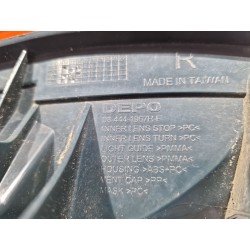 R
MADE IN TAIWAN
DEPO
INNER LENS STOP >PC<
INNER LENS TURN >PC<
LIGHT GUIDE >PMMA<
OUTER LENS >PMMA<
HOUSING >ABS+PC<
VENT CAP >PP<
MASK >PC<